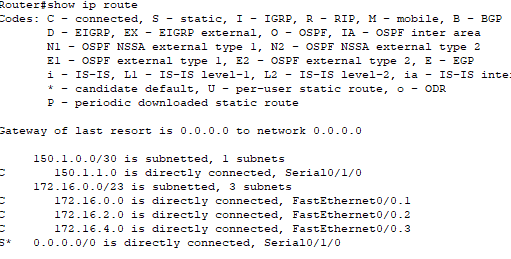 Router#show ip route
Codes: C - connected, S - static, I - IGRP, R - RIP, M - mobile, B - BGP
D - EIGRP, EX - EIGRP external, O - OSPF, IA - OSPF inter area
N1 - OSPF NSSA external type 1, N2 - OSPF NSSA external type 2
E1 - OSPF external type 1, E2 - OSPF external type 2, E - EGP
i - IS-IS, L1 - IS-IS level-1, L2 - IS-IS level-2, ia - IS-IS inte
* - candidate default, U - per-user static route, o - ODR
P - periodic downloaded static route
Gateway of last resort is 0.0.0.0 to network 0.0.0.0
150.1.0.0/30 is subnetted, 1 subnets
C 150.1.1.0 is directly connected, Serial0/1/0
172.16.0.0/23 is subnetted, 3 subnets
C 172.16.0.0 is directly connected, FastEthernet0/0.1
C 172.16.2.0 is directly connected, FastEthernet0/0.2
C 172.16.4.0 is directly connected, FastEthernet0/0.3
S* 0.0.0.0/0 is directly connected, Serial0/1/0